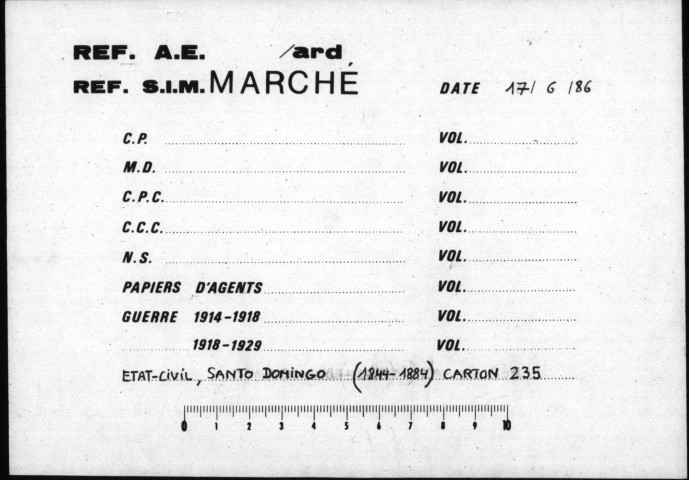 REF. A.E. /ard
REF. S.I.M. MARCHÉ DATE 17/ 6 /86
C.P. VOL.
M.D. VOL.
C.P.C. VOL.
C.C.C. VOL.
N.S. VOL.
PAPIERS D'AGENTS VOL.
GUERRE 1914-1918 VOL.
1918-1929 VOL.
ETAT-CIVIL, SANTO DOMINGO (1844-1884) CARTON 235
0 1 2 3 4 5 6 7 8 9 10